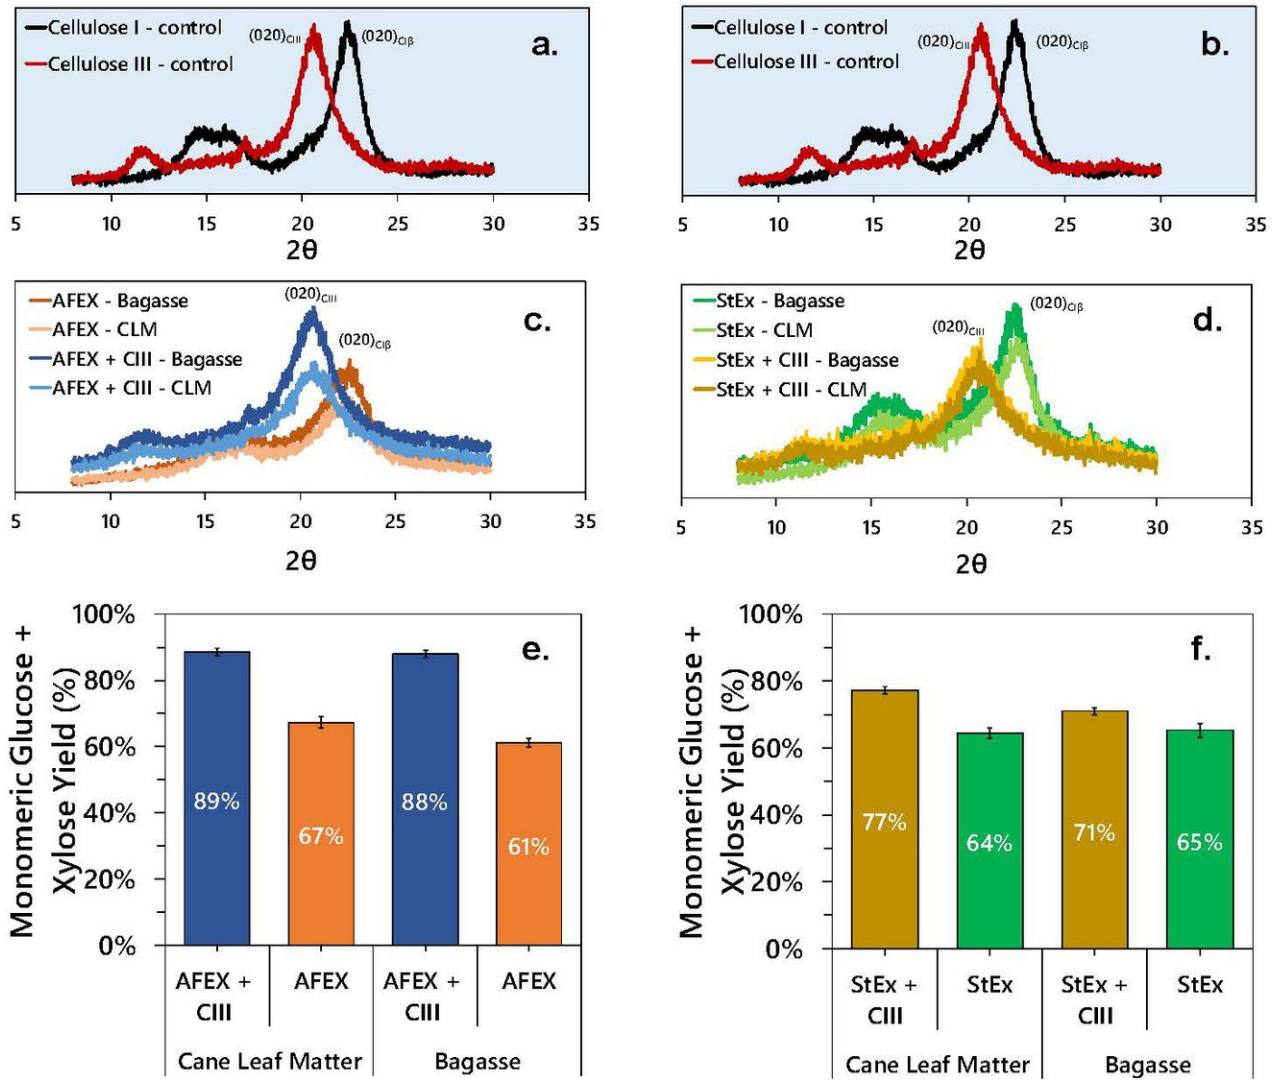 Cellulose I - control
Cellulose III - control
(020)CIII
(020)CIβ
a.
5 10 15 20 25 30 35
2θ
Cellulose I - control
Cellulose III - control
(020)CIII
(020)CIβ
b.
5 10 15 20 25 30 35
2θ
AFEX - Bagasse
AFEX - CLM
AFEX + CIII - Bagasse
AFEX + CIII - CLM
(020)CIII
(020)CIβ
c.
5 10 15 20 25 30 35
2θ
StEx - Bagasse
StEx - CLM
StEx + CIII - Bagasse
StEx + CIII - CLM
(020)CIII
(020)CIβ
d.
5 10 15 20 25 30 35
2θ
Monomeric Glucose +
Xylose Yield (%)
100%
80%
60%
40%
20%
0%
e.
89%
67%
88%
61%
AFEX + AFEX AFEX + AFEX
CIII CIII
Cane Leaf Matter Bagasse
Monomeric Glucose +
Xylose Yield (%)
100%
80%
60%
40%
20%
0%
f.
77%
64%
71%
65%
StEx + StEx StEx + StEx
CIII CIII
Cane Leaf Matter Bagasse